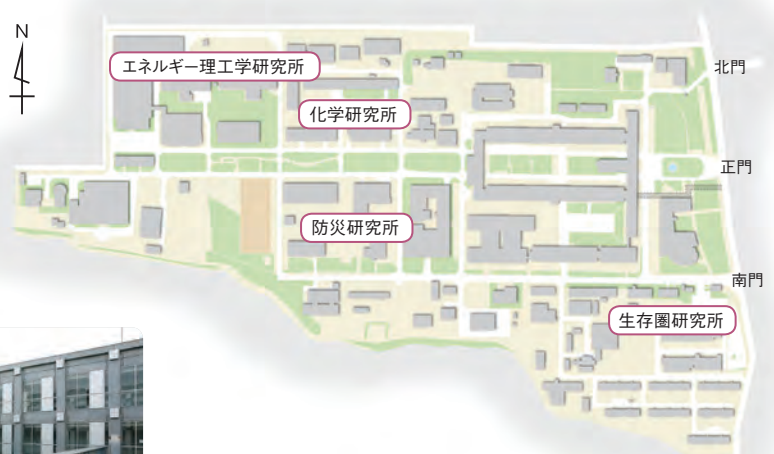 N
エネルギー理工学研究所
北門
化学研究所
正門
防災研究所
南門
生存圏研究所